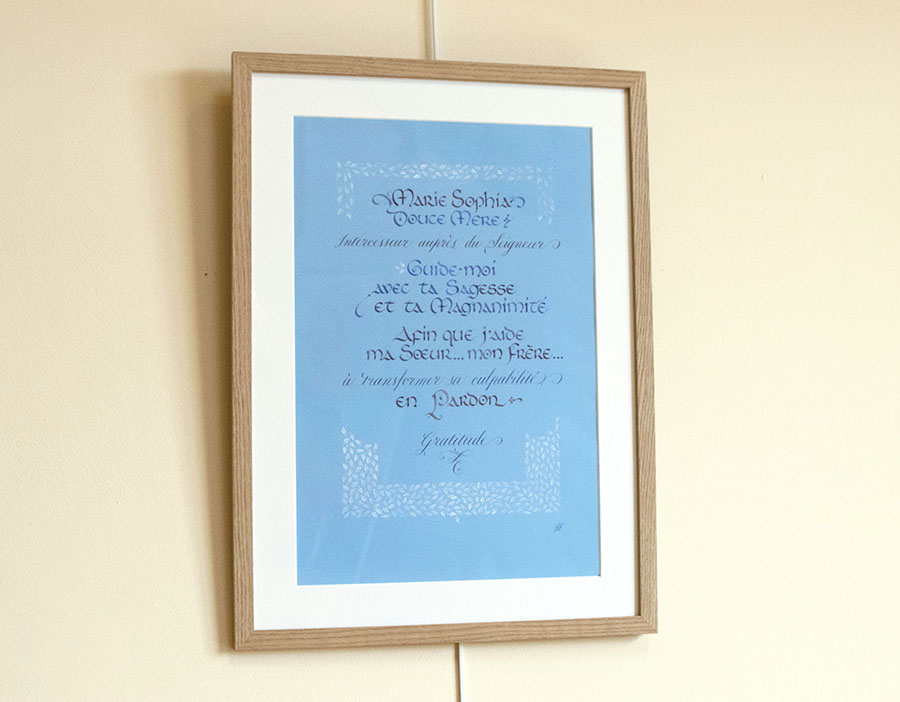 Marie Sophia
Douce Mère
Intercesseur auprès du Seigneur
Guide-moi
avec ta Sagesse
et ta Magnanimité
Afin que j'aide
ma Sœur... mon Frère...
à transformer sa culpabilité
en Pardon
Gratitude